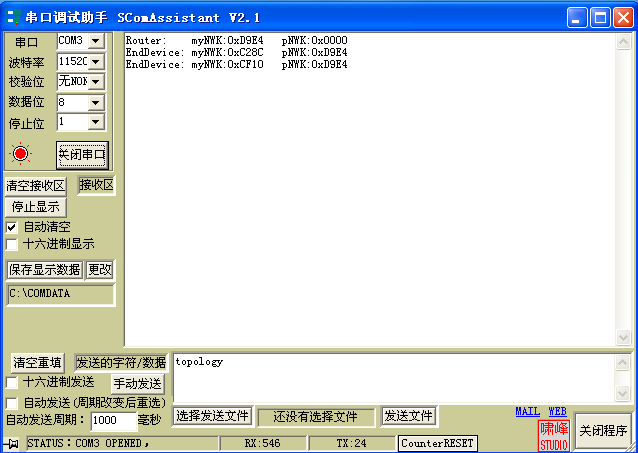 串口调试助手 SComAssistant V2.1
串口 COM3
波特率 11520
校验位 无NON
数据位 8
停止位 1
关闭串口
清空接收区 接收区
停止显示
自动清空
十六进制显示
保存显示数据 更改
C:\COMDATA
Router: myNWK:0xD9E4 pNWK:0x0000
EndDevice: myNWK:0xC28C pNWK:0xD9E4
EndDevice: myNWK:0xCF10 pNWK:0xD9E4
清空重填 发送的字符/数据
topology
十六进制发送 手动发送
自动发送(周期改变后重选)
自动发送周期: 1000 毫秒
选择发送文件 还没有选择文件 发送文件
MAIL WEB
啸峰
STUDIO
关闭程序
STATUS:COM3 OPENED, RX:546 TX:24 CounterRESET